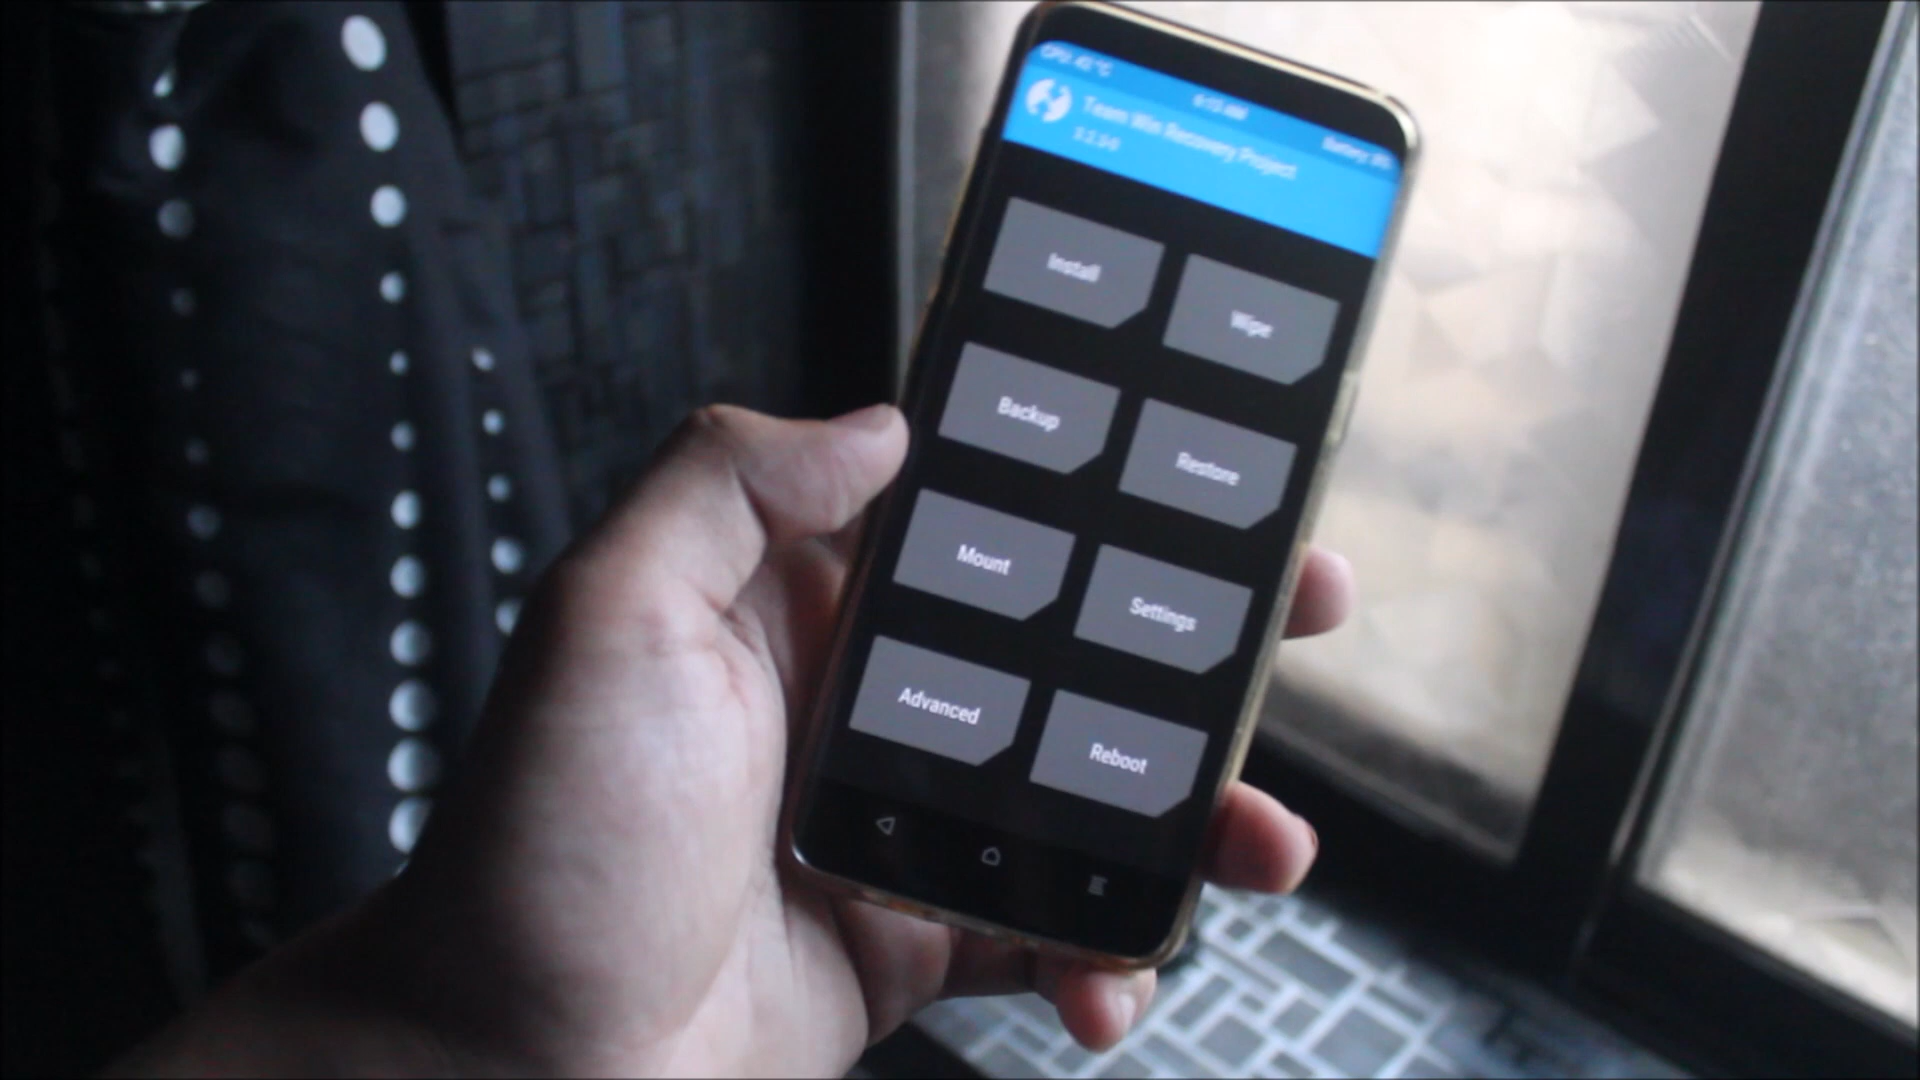 Team Win Recovery Project
Install
Wipe
Backup
Restore
Mount
Settings
Advanced
Reboot